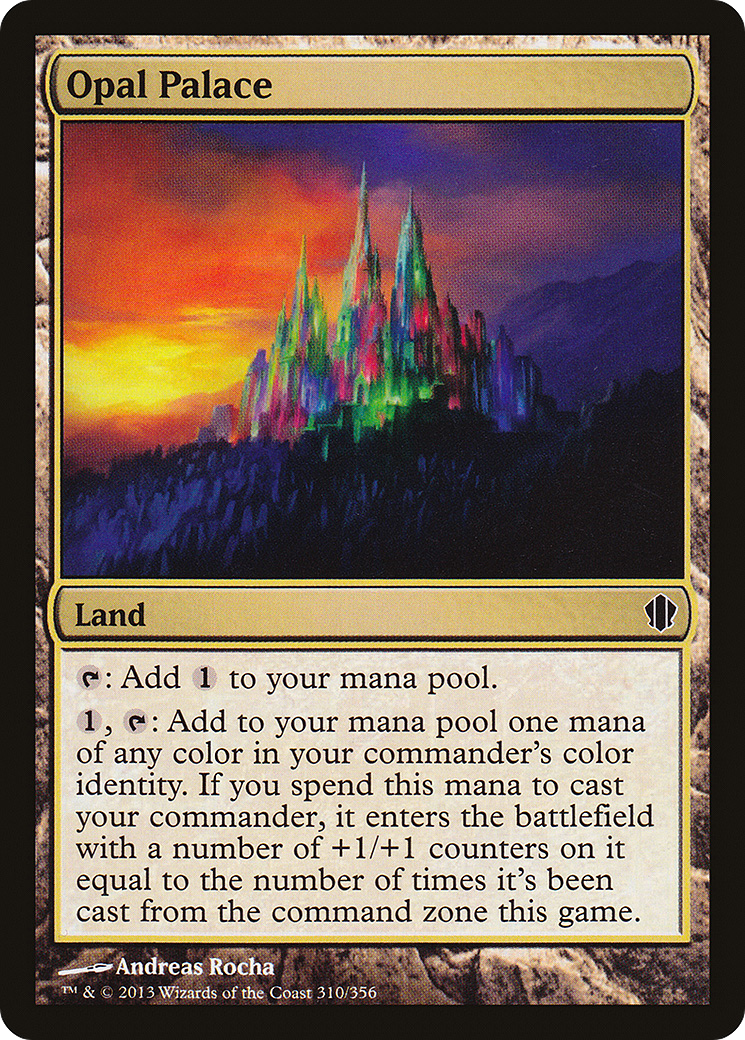 Opal Palace
Land
: Add 1 to your mana pool.
1, : Add to your mana pool one mana
of any color in your commander's color
identity. If you spend this mana to cast
your commander, it enters the battlefield
with a number of +1/+1 counters on it
equal to the number of times it's been
cast from the command zone this game.
Andreas Rocha
™ & © 2013 Wizards of the Coast 310/356